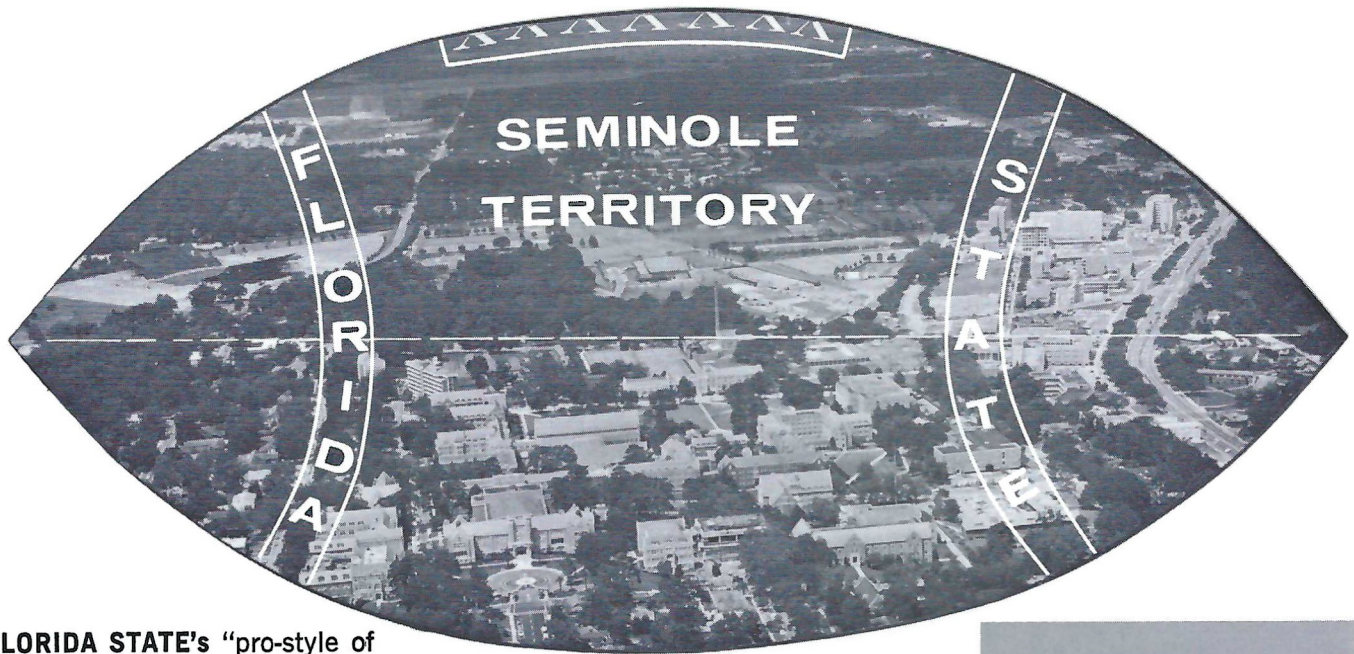 SEMINOLE
TERRITORY
FLORIDA
STATE
LORIDA STATE's “pro-style of